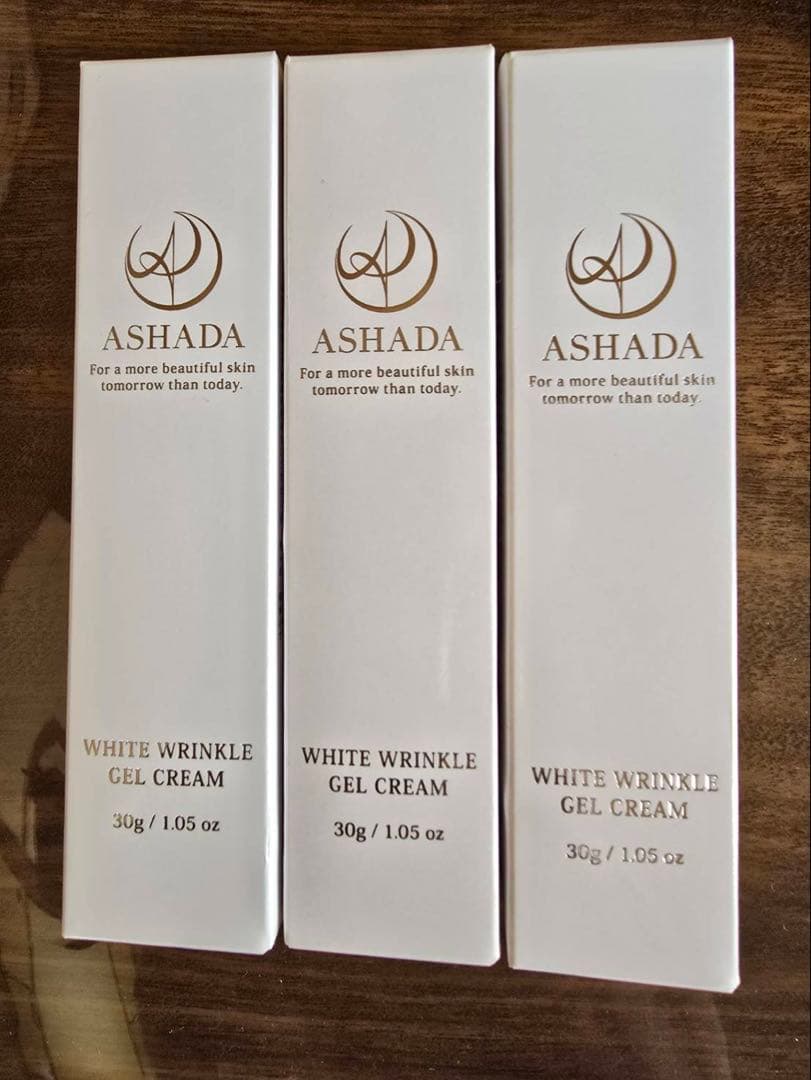 ASHADA
For a more beautiful skin
tomorrow than today.
WHITE WRINKLE
GEL CREAM
30g / 1.05 oz
ASHADA
For a more beautiful skin
tomorrow than today.
WHITE WRINKLE
GEL CREAM
30g / 1.05 oz
ASHADA
For a more beautiful skin
tomorrow than today.
WHITE WRINKLE
GEL CREAM
30g / 1.05 oz